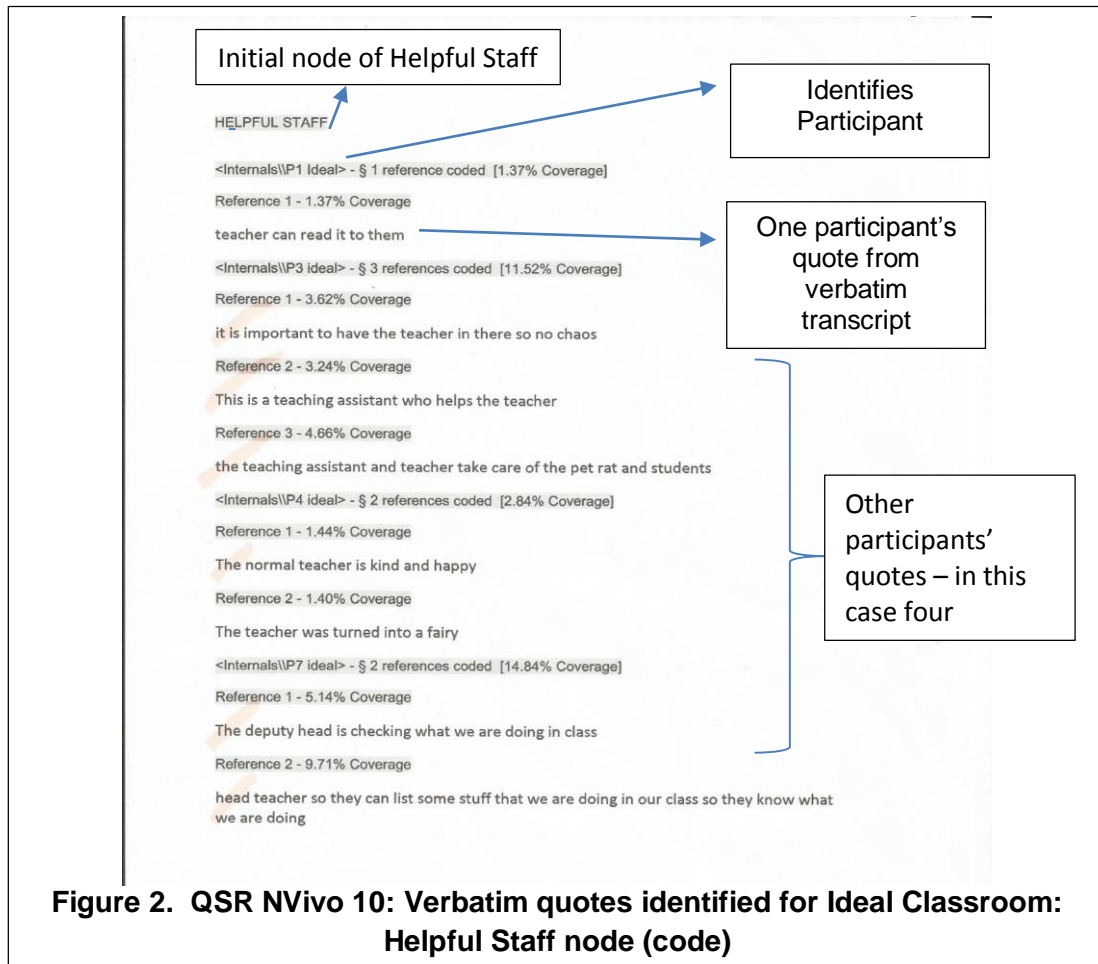 Initial node of Helpful Staff
Identifies
Participant
HELPFUL STAFF
<Internals\\P1 Ideal> - § 1 reference coded  [1.37% Coverage]
Reference 1 - 1.37% Coverage
teacher can read it to them
One participant’s
quote from
verbatim
transcript
<Internals\\P3 ideal> - § 3 references coded  [11.52% Coverage]
Reference 1 - 3.62% Coverage
it is important to have the teacher in there so no chaos
Reference 2 - 3.24% Coverage
This is a teaching assistant who helps the teacher
Reference 3 - 4.66% Coverage
the teaching assistant and teacher take care of the pet rat and students
<Internals\\P4 ideal> - § 2 references coded  [2.84% Coverage]
Reference 1 - 1.44% Coverage
The normal teacher is kind and happy
Reference 2 - 1.40% Coverage
The teacher was turned into a fairy
<Internals\\P7 ideal> - § 2 references coded  [14.84% Coverage]
Reference 1 - 5.14% Coverage
The deputy head is checking what we are doing in class
Reference 2 - 9.71% Coverage
head teacher so they can list some stuff that we are doing in our class so they know what
we are doing
Other
participants’
quotes – in this
case four
Figure 2.  QSR NVivo 10: Verbatim quotes identified for Ideal Classroom:
Helpful Staff node (code)